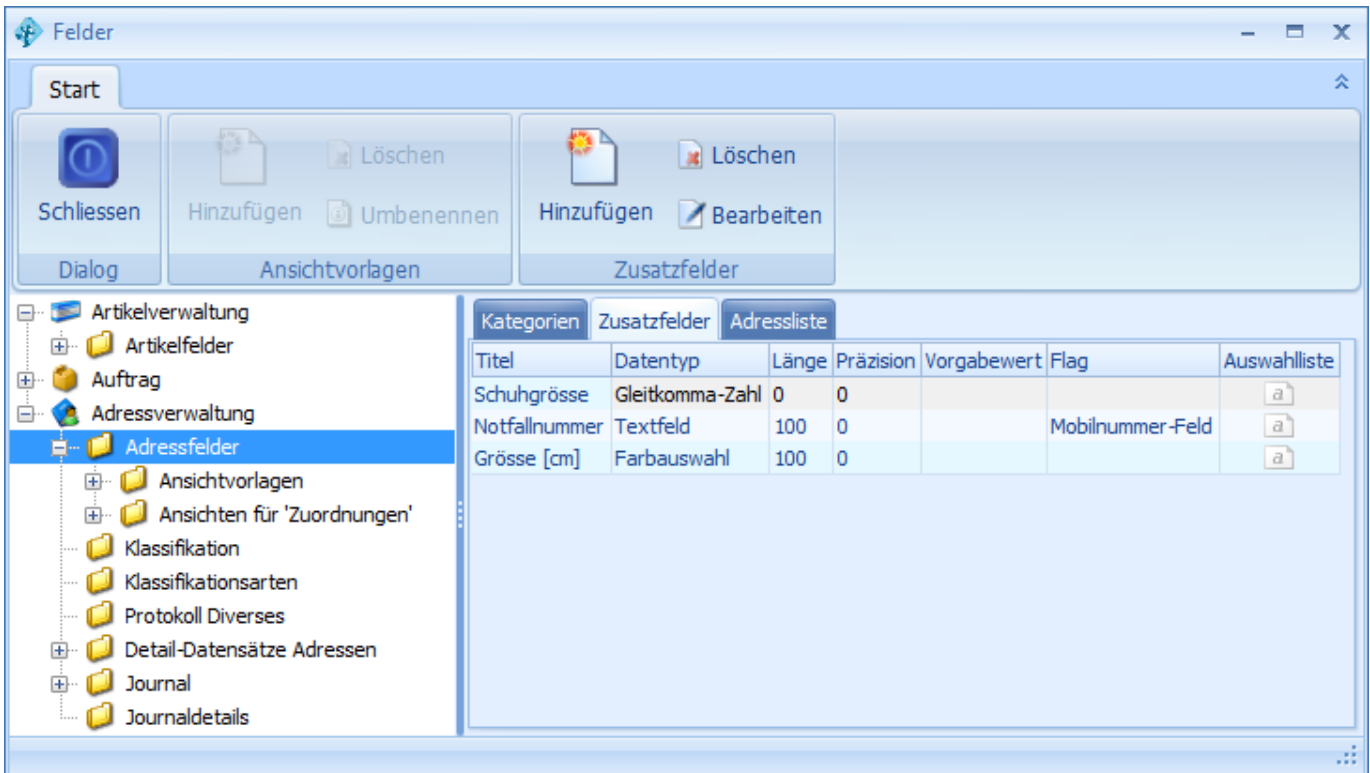 Felder
Start
Schliessen
Dialog
Hinzufügen
Löschen
Umbenennen
Ansichtvorlagen
Hinzufügen
Löschen
Bearbeiten
Zusatzfelder
Artikelverwaltung
Artikelfelder
Auftrag
Adressverwaltung
Adressfelder
Ansichtvorlagen
Ansichten für 'Zuordnungen'
Klassifikation
Klassifikationsarten
Protokoll Diverses
Detail-Datensätze Adressen
Journal
Journaldetails
Kategorien Zusatzfelder Adressliste
Titel Datentyp Länge Präzision Vorgabewert Flag Auswahlliste
Schuhgrösse Gleitkomma-Zahl 0 0 a
Notfallnummer Textfeld 100 0 Mobilnummer-Feld a
Grösse [cm] Farbauswahl 100 0 a